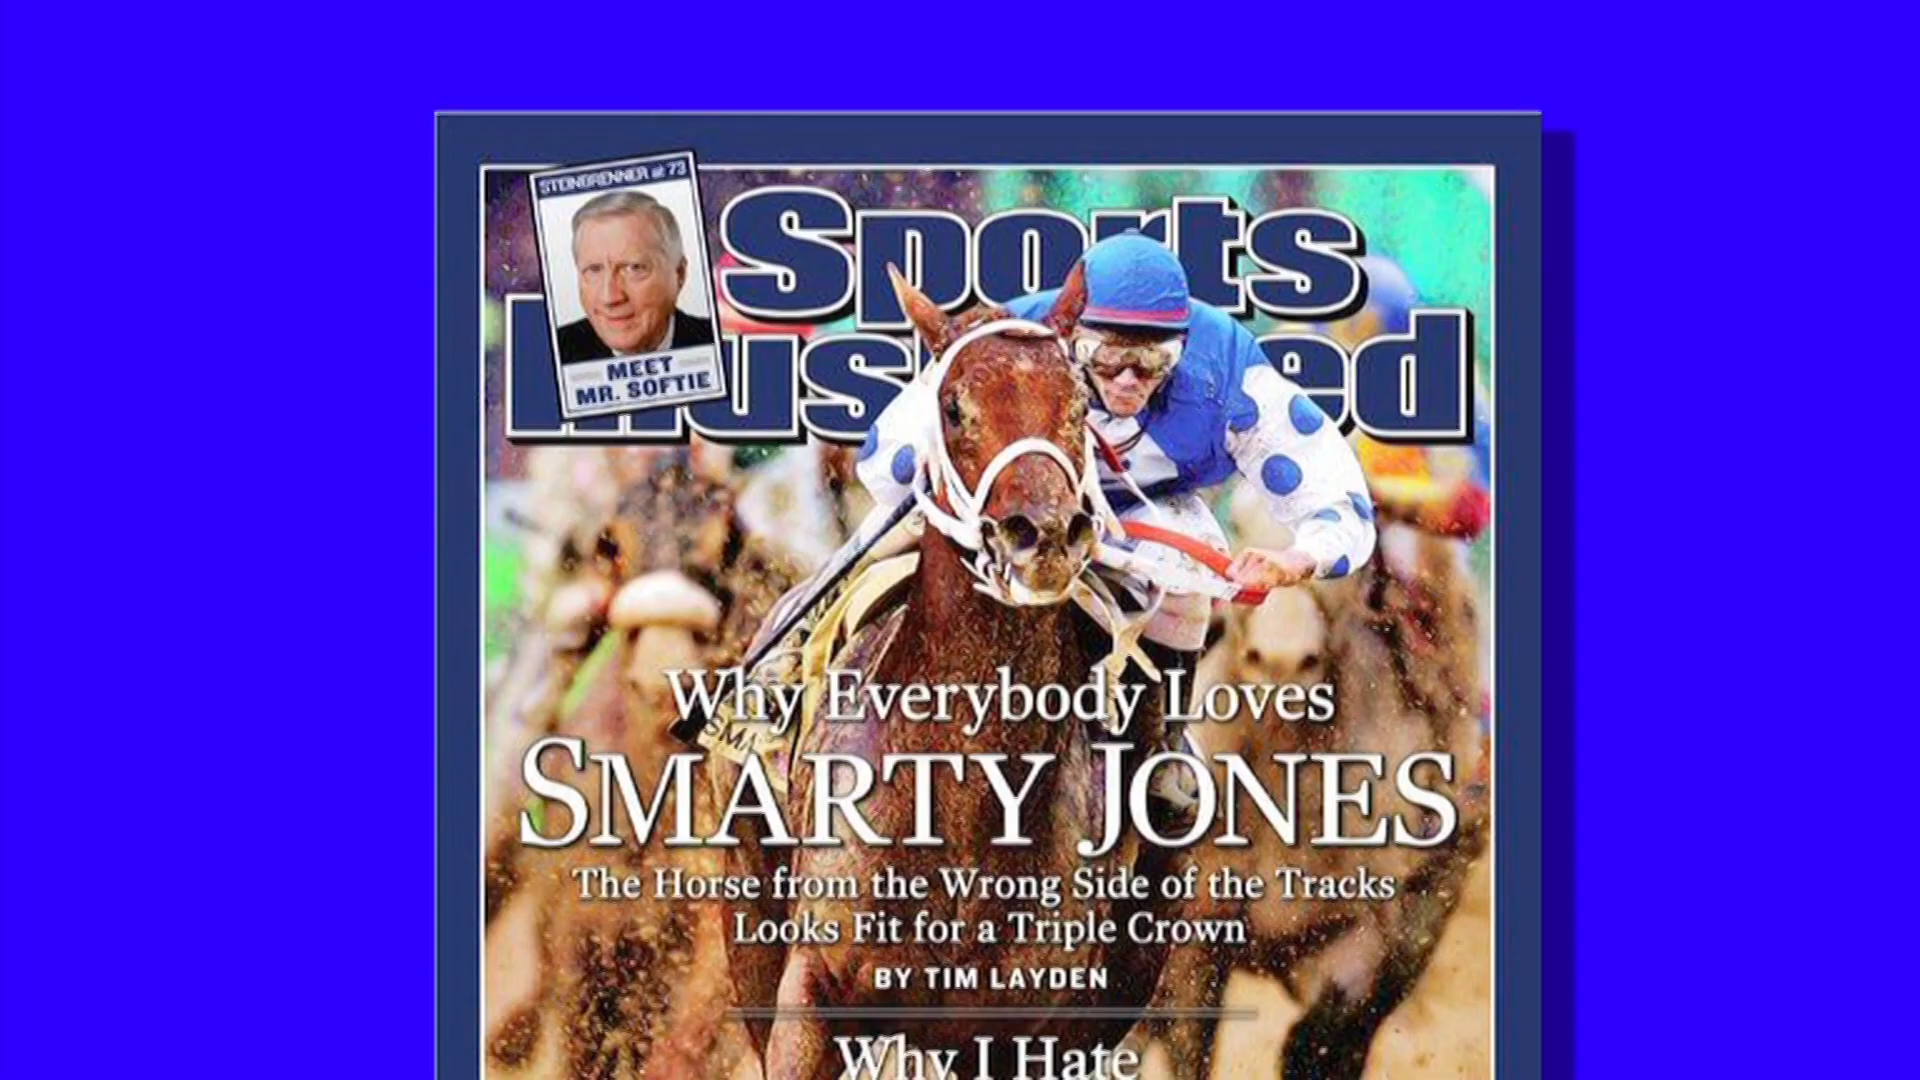 STEINBRENNER at 73
MEET
MR. SOFTIE
Sports
Illustrated
Why Everybody Loves
SMARTY JONES
The Horse from the Wrong Side of the Tracks
Looks Fit for a Triple Crown
BY TIM LAYDEN
Why I Hate
SMA